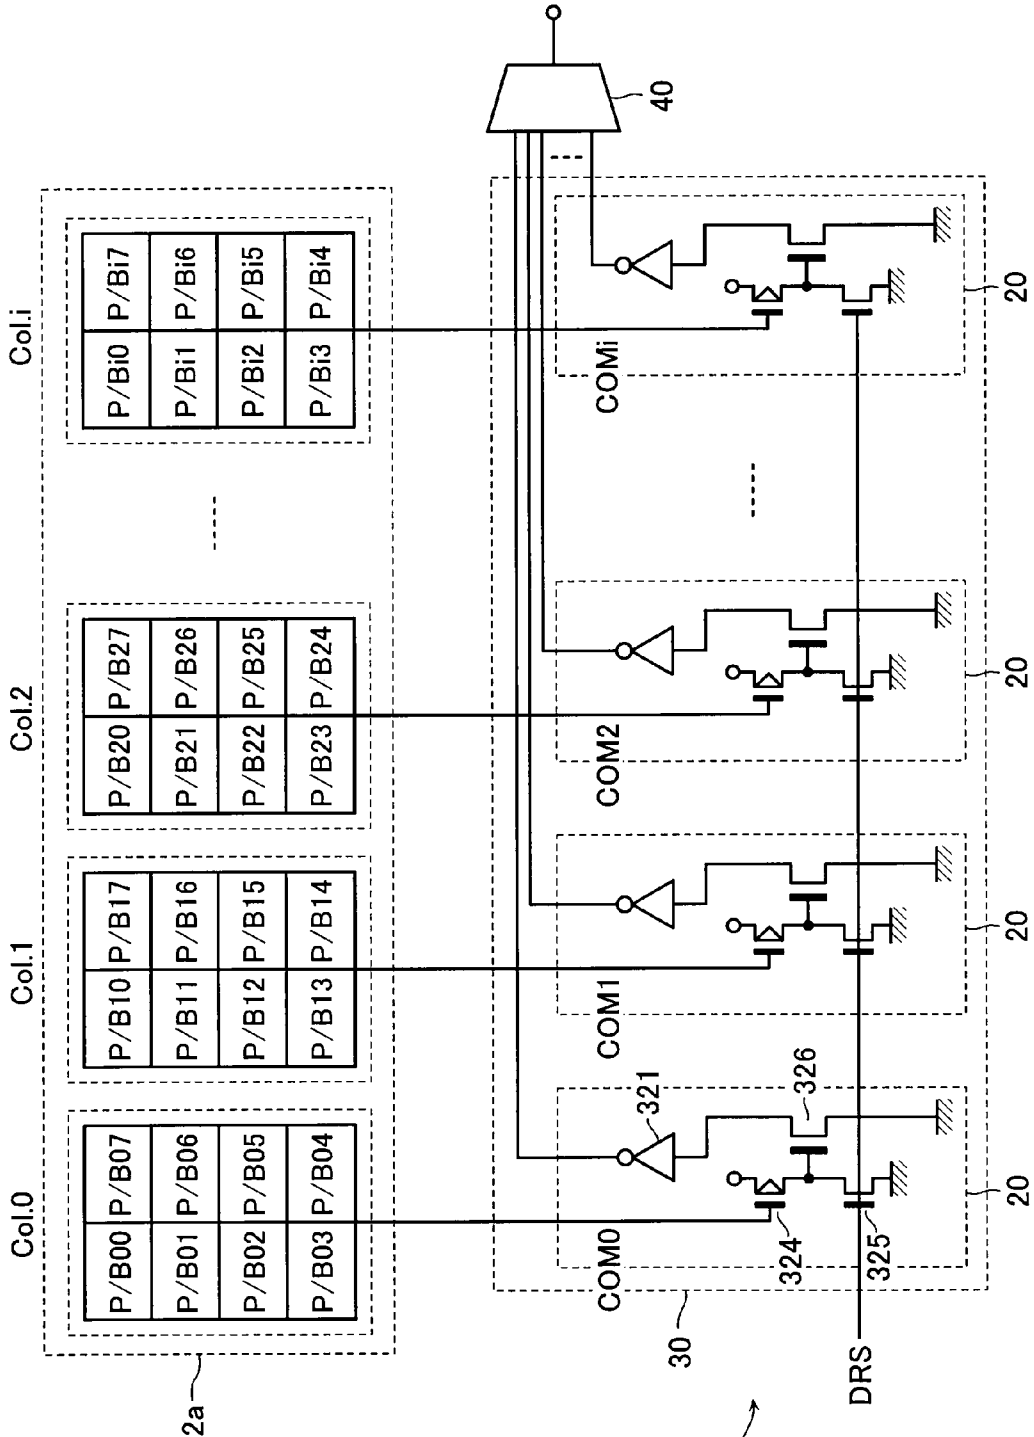 Col.0
Col.1
Col.2
Col.i
P/B00 P/B07
P/B01 P/B06
P/B02 P/B05
P/B03 P/B04
P/B10 P/B17
P/B11 P/B16
P/B12 P/B15
P/B13 P/B14
P/B20 P/B27
P/B21 P/B26
P/B22 P/B25
P/B23 P/B24
P/Bi0 P/Bi7
P/Bi1 P/Bi6
P/Bi2 P/Bi5
P/Bi3 P/Bi4
2a
40
30
COM0
COM1
COM2
COMi
321
326
324
325
DRS
20
20
20
20